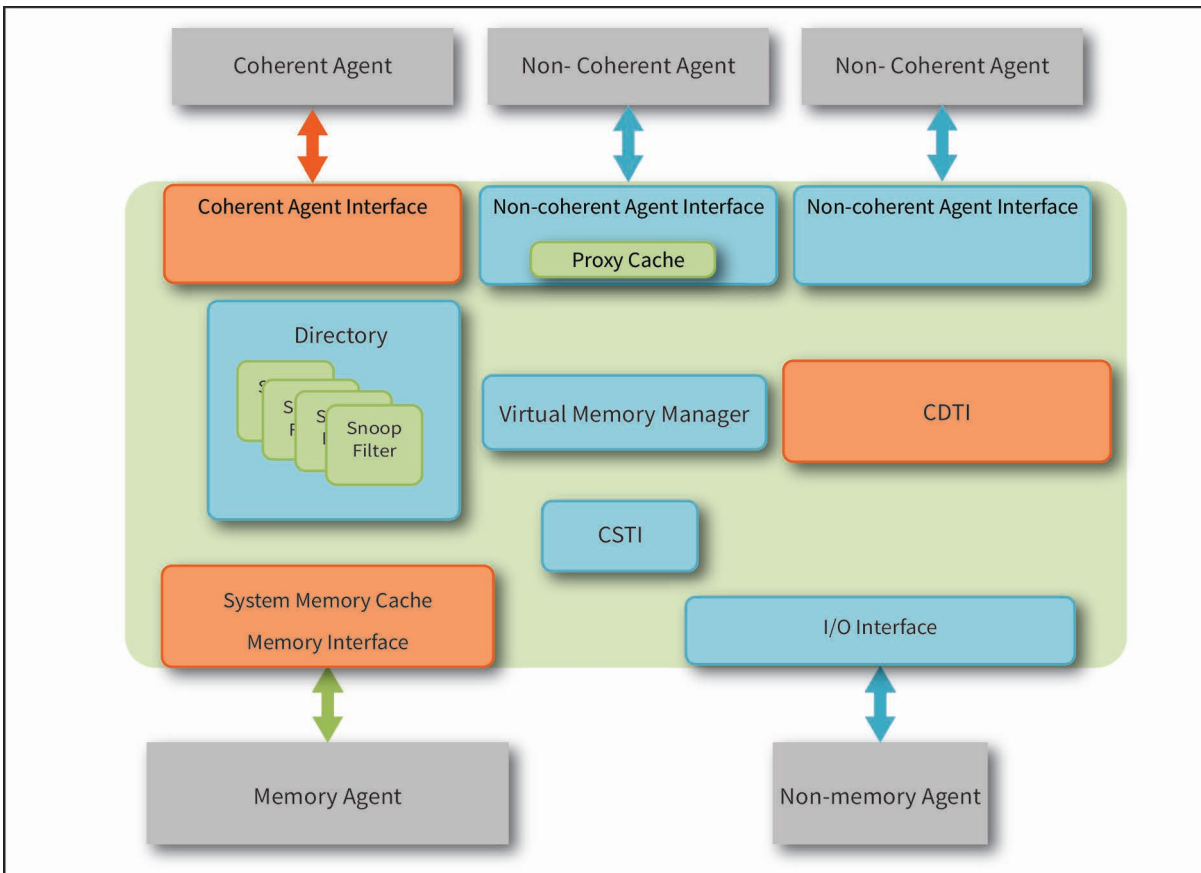 Coherent Agent
Non- Coherent Agent
Non- Coherent Agent
Coherent Agent Interface
Non-coherent Agent Interface
Non-coherent Agent Interface
Proxy Cache
Directory
Snoop
Filter
Virtual Memory Manager
CDTI
CSTI
System Memory Cache
Memory Interface
I/O Interface
Memory Agent
Non-memory Agent